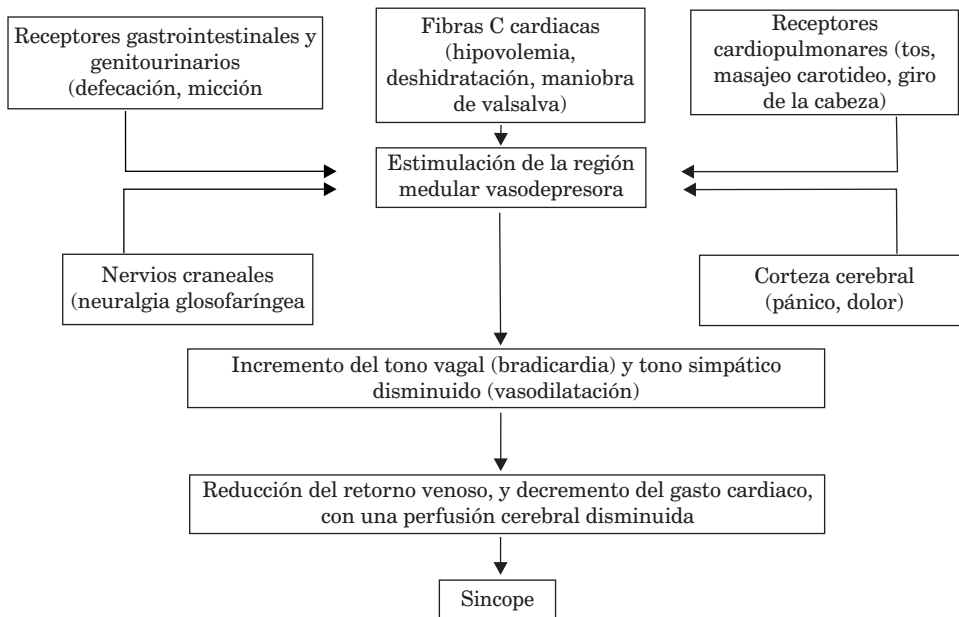 Receptores gastrointestinales y
genitourinarios
(defecación, micción
Fibras C cardiacas
(hipovolemia,
deshidratación, maniobra
de valsalva)
Receptores
cardiopulmonares (tos,
masajeo carotideo, giro
de la cabeza)
Estimulación de la región
medular vasodepresora
Nervios craneales
(neuralgia glosofaríngea
Corteza cerebral
(pánico, dolor)
Incremento del tono vagal (bradicardia) y tono simpático
disminuido (vasodilatación)
Reducción del retorno venoso, y decremento del gasto cardiaco,
con una perfusión cerebral disminuida
Sincope